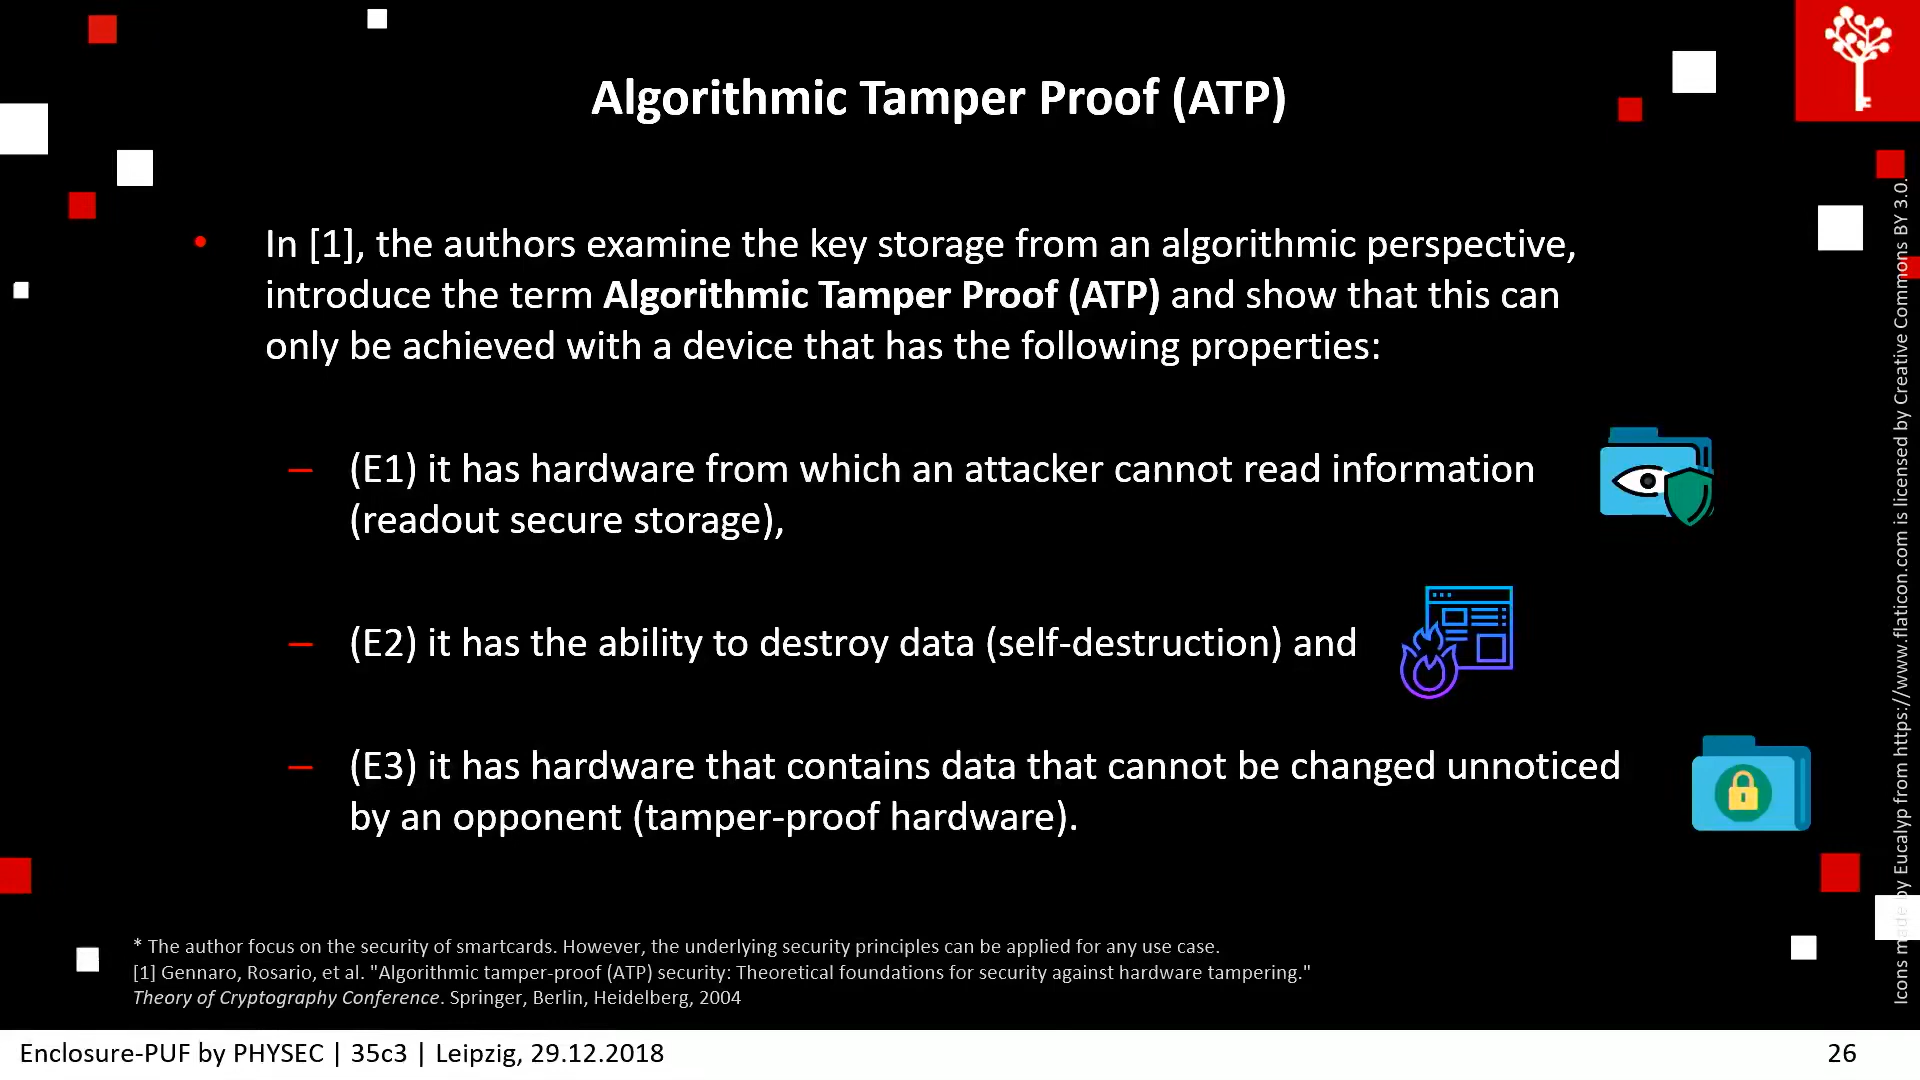 Algorithmic Tamper Proof (ATP)
• In [1], the authors examine the key storage from an algorithmic perspective,
introduce the term Algorithmic Tamper Proof (ATP) and show that this can
only be achieved with a device that has the following properties:
– (E1) it has hardware from which an attacker cannot read information
(readout secure storage),
– (E2) it has the ability to destroy data (self-destruction) and
– (E3) it has hardware that contains data that cannot be changed unnoticed
by an opponent (tamper-proof hardware).
* The author focus on the security of smartcards. However, the underlying security principles can be applied for any use case.
[1] Gennaro, Rosario, et al. "Algorithmic tamper-proof (ATP) security: Theoretical foundations for security against hardware tampering."
Theory of Cryptography Conference. Springer, Berlin, Heidelberg, 2004
Icons made by Eucalyp from https://www.flaticon.com is licensed by Creative Commons BY 3.0.
Enclosure-PUF by PHYSEC | 35c3 | Leipzig, 29.12.2018
26